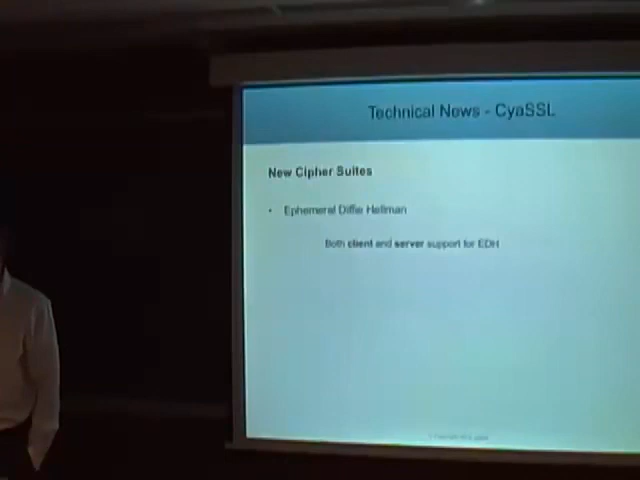 Technical News - CyaSSL
New Cipher Suites
• Ephemeral Diffie Hellman
Both client and server support for EDH